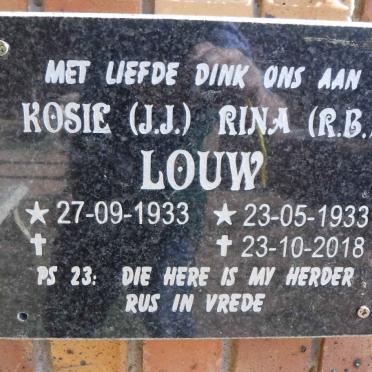 MET LIEFDE DINK ONS AAN
KOSIE (J.J.) RINA (R.B.)
LOUW
★ 27-09-1933 ★ 23-05-1933
✝ ✝ 23-10-2018
PS 23: DIE HERE IS MY HERDER
RUS IN VREDE